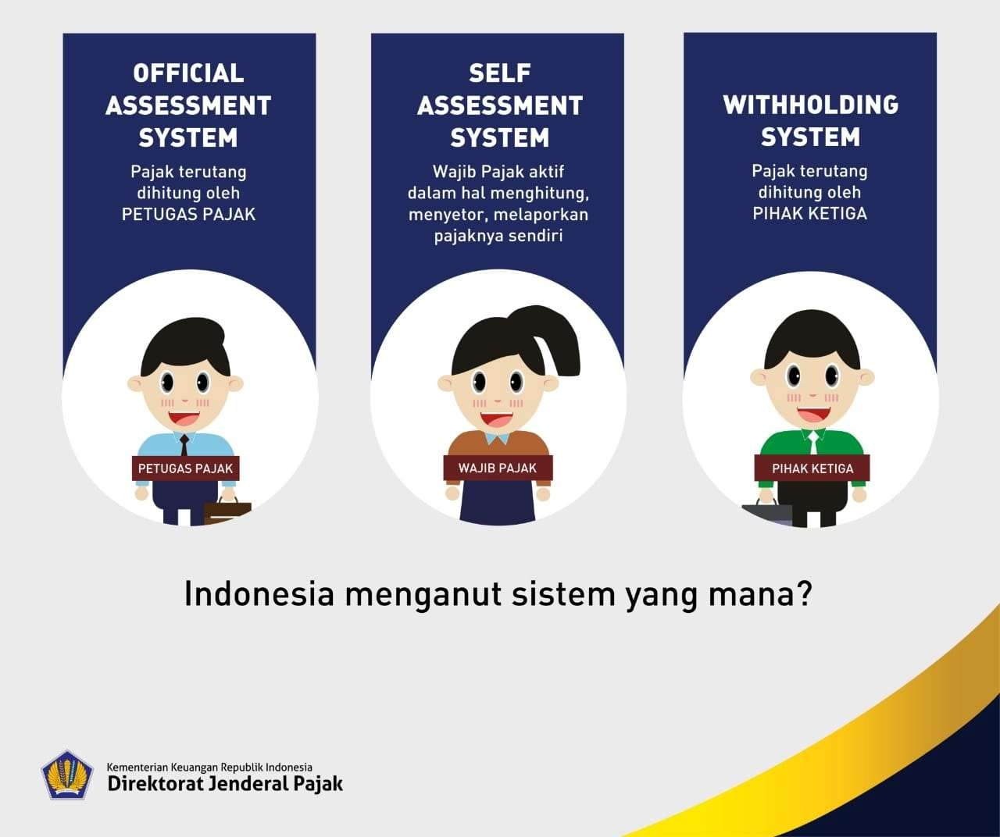 OFFICIAL
ASSESSMENT
SYSTEM
Pajak terutang
dihitung oleh
PETUGAS PAJAK
PETUGAS PAJAK
SELF
ASSESSMENT
SYSTEM
Wajib Pajak aktif
dalam hal menghitung,
menyetor, melaporkan
pajaknya sendiri
WAJIB PAJAK
WITHHOLDING
SYSTEM
Pajak terutang
dihitung oleh
PIHAK KETIGA
PIHAK KETIGA
Indonesia menganut sistem yang mana?
Kementerian Keuangan Republik Indonesia
Direktorat Jenderal Pajak